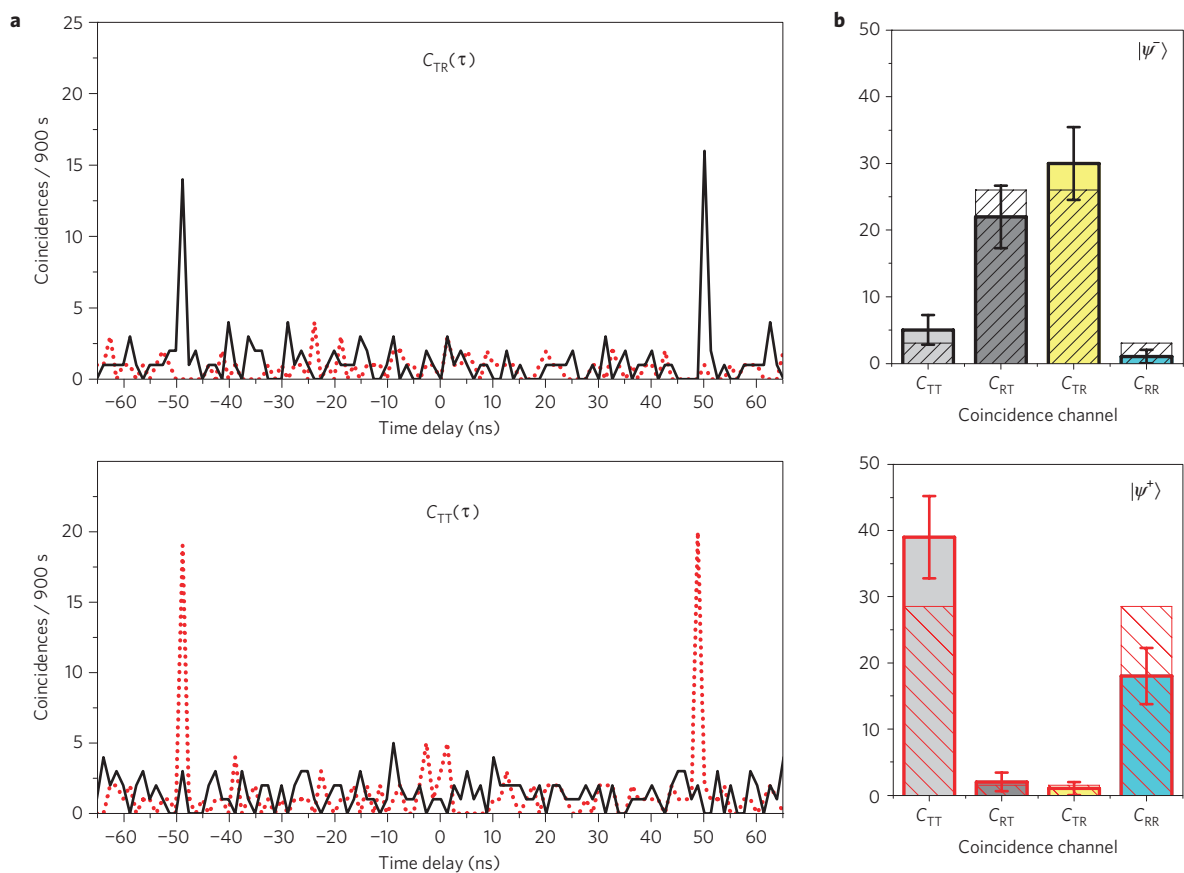 a
25
20
15
10
5
0
C_TR(τ)
Coincidences / 900 s
−60 −50 −40 −30 −20 −10 0 10 20 30 40 50 60
Time delay (ns)
20
15
10
5
0
C_TT(τ)
Coincidences / 900 s
−60 −50 −40 −30 −20 −10 0 10 20 30 40 50 60
Time delay (ns)
b
50
40
30
20
10
0
|ψ⁻⟩
C_TT C_RT C_TR C_RR
Coincidence channel
50
40
30
20
10
0
|ψ⁺⟩
C_TT C_RT C_TR C_RR
Coincidence channel